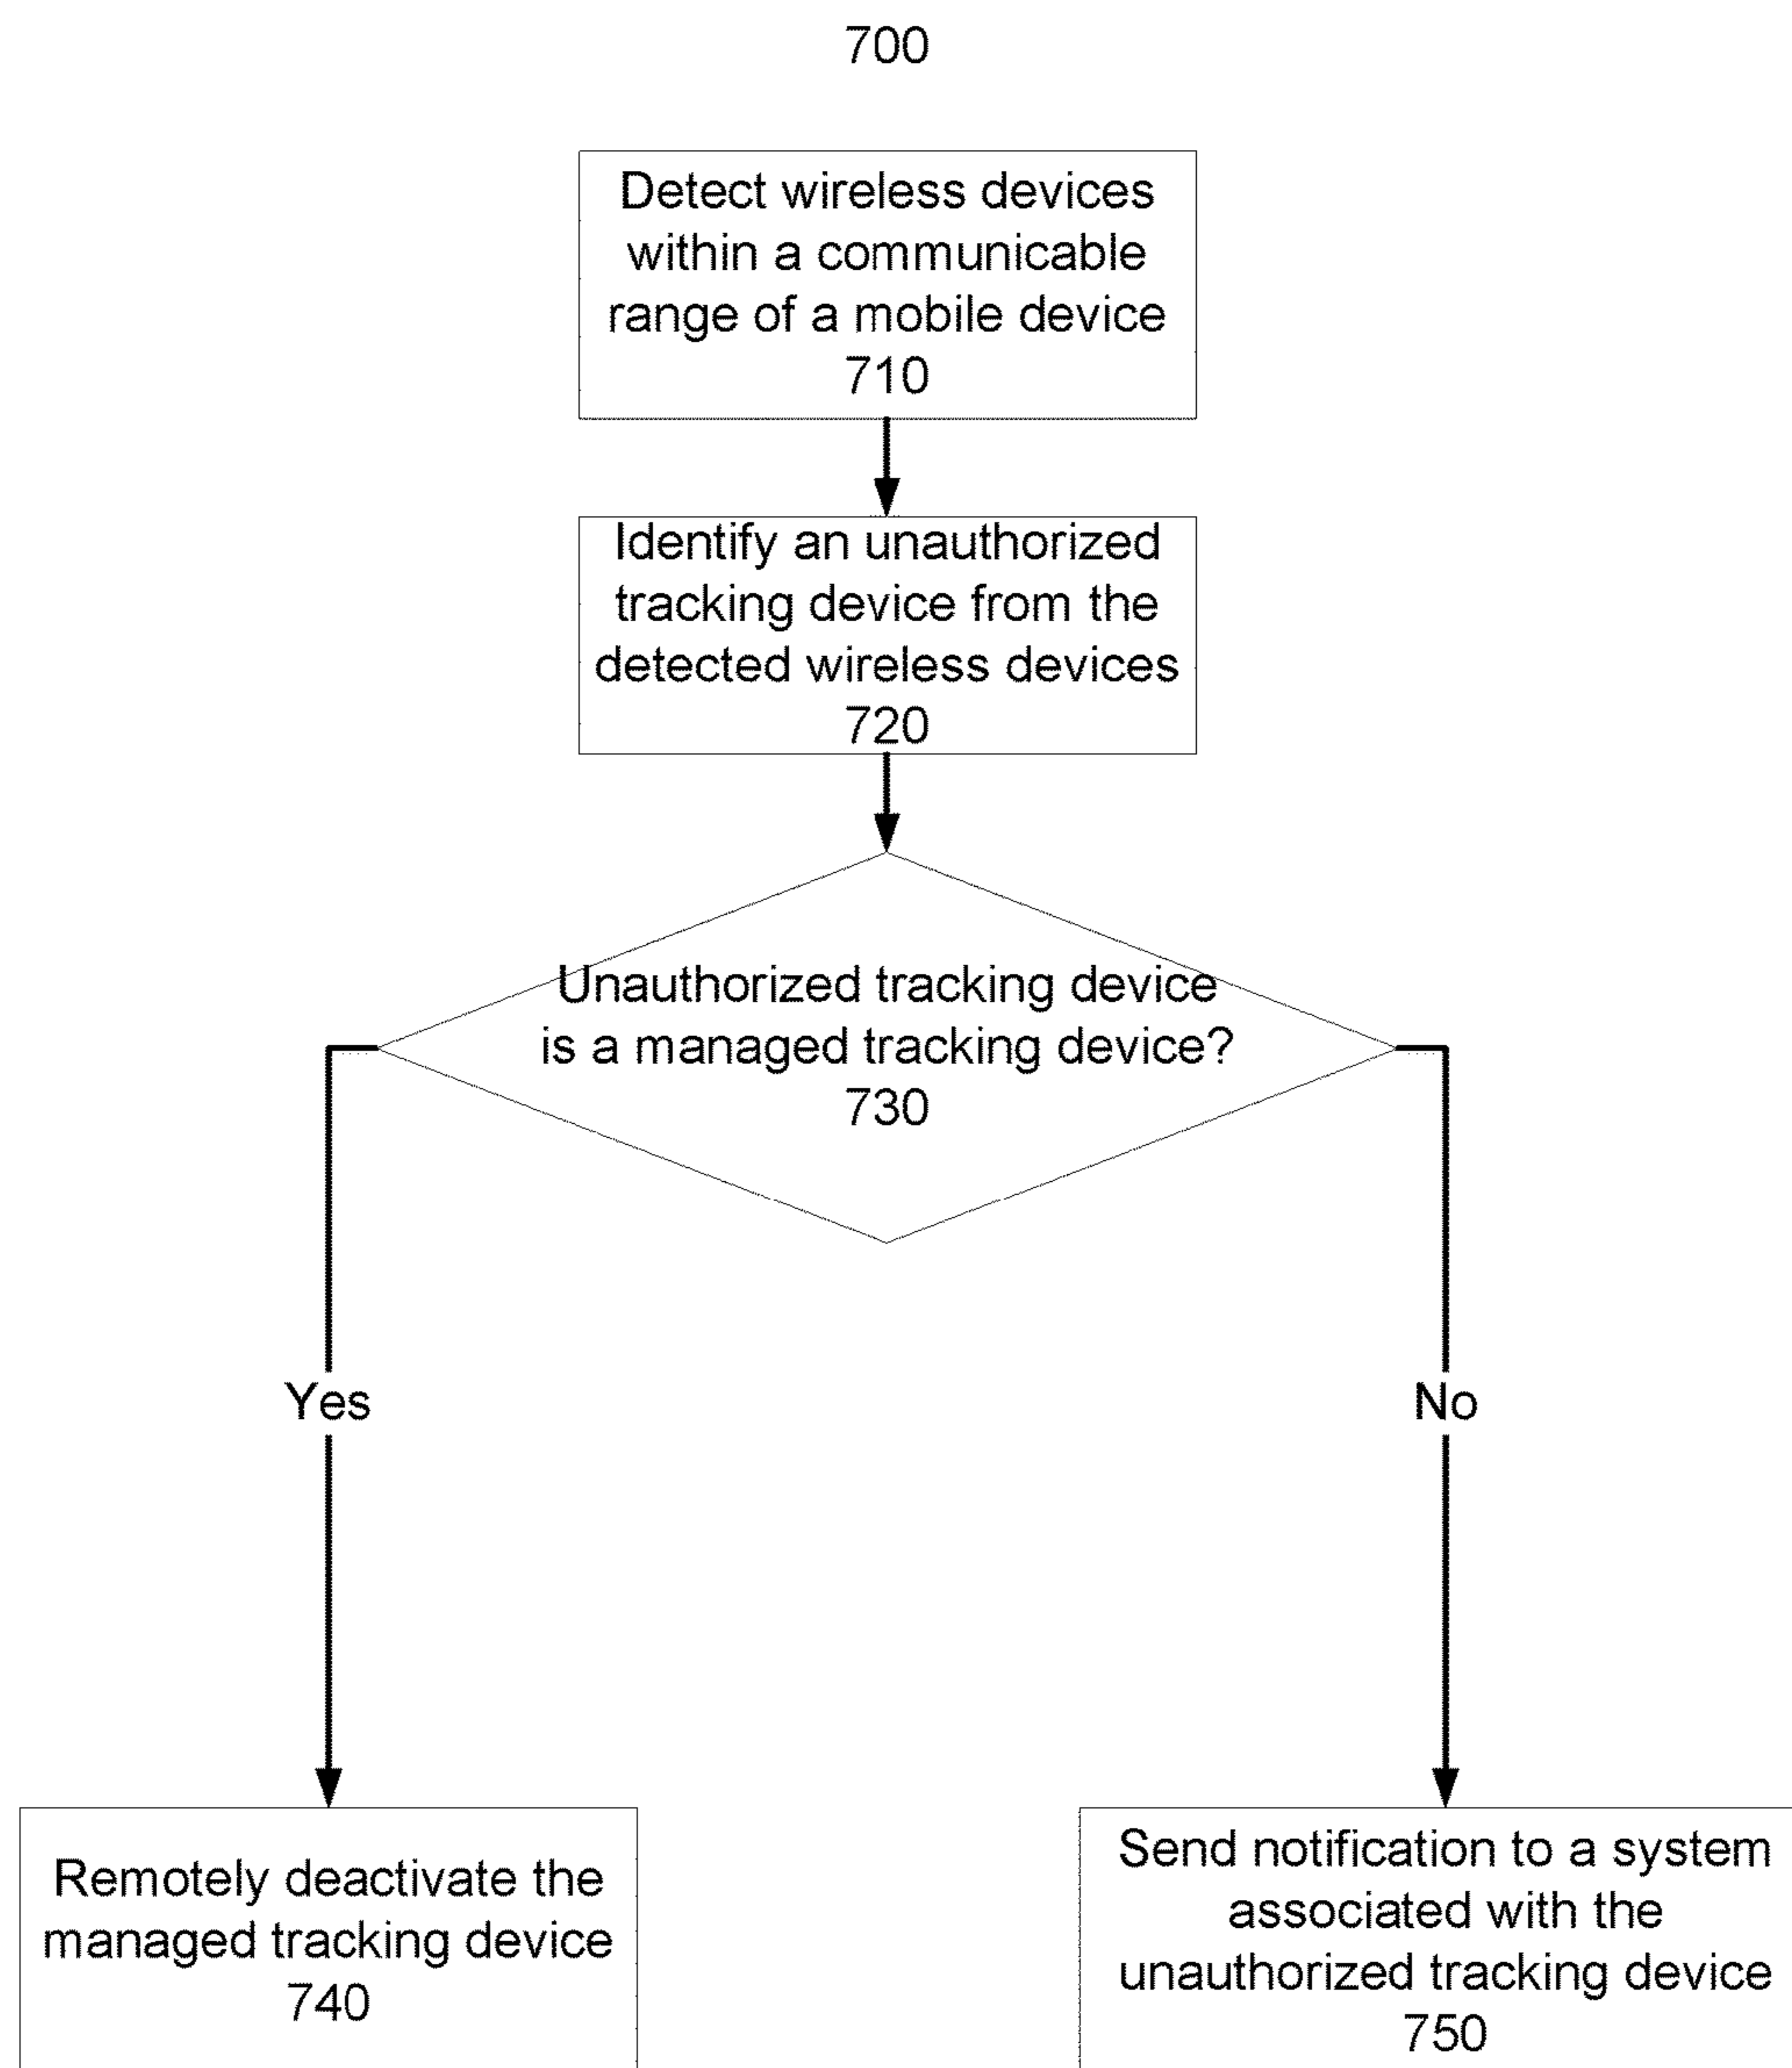 700
Detect wireless devices
within a communicable
range of a mobile device
710
Identify an unauthorized
tracking device from the
detected wireless devices
720
Unauthorized tracking device
is a managed tracking device?
730
Yes
No
Remotely deactivate the
managed tracking device
740
Send notification to a system
associated with the
unauthorized tracking device
750